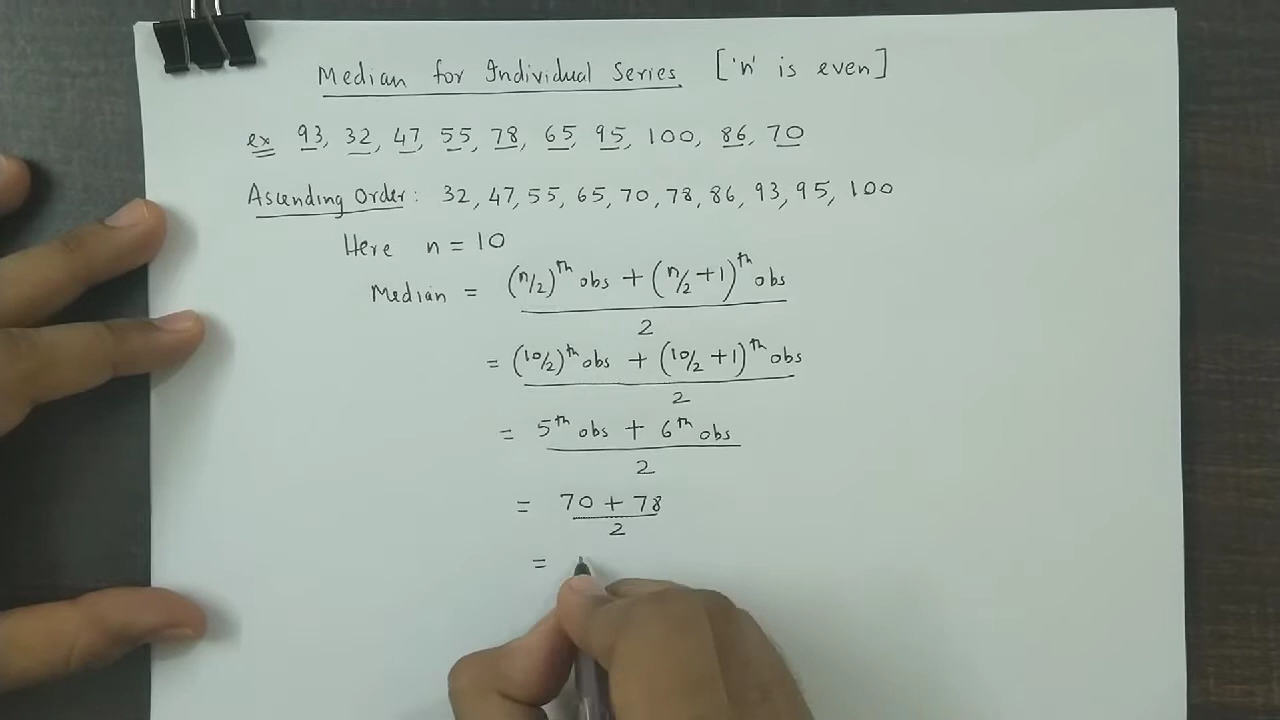 Median for Individual Series ['n' is even]
ex 93, 32, 47, 55, 78, 65, 95, 100, 86, 70
Ascending Order: 32, 47, 55, 65, 70, 78, 86, 93, 95, 100
Here n = 10
Median = (n/2)th obs + (n/2 + 1)th obs
2
= (10/2)th obs + (10/2 + 1)th obs
2
= 5th obs + 6th obs
2
= 70 + 78
2
=